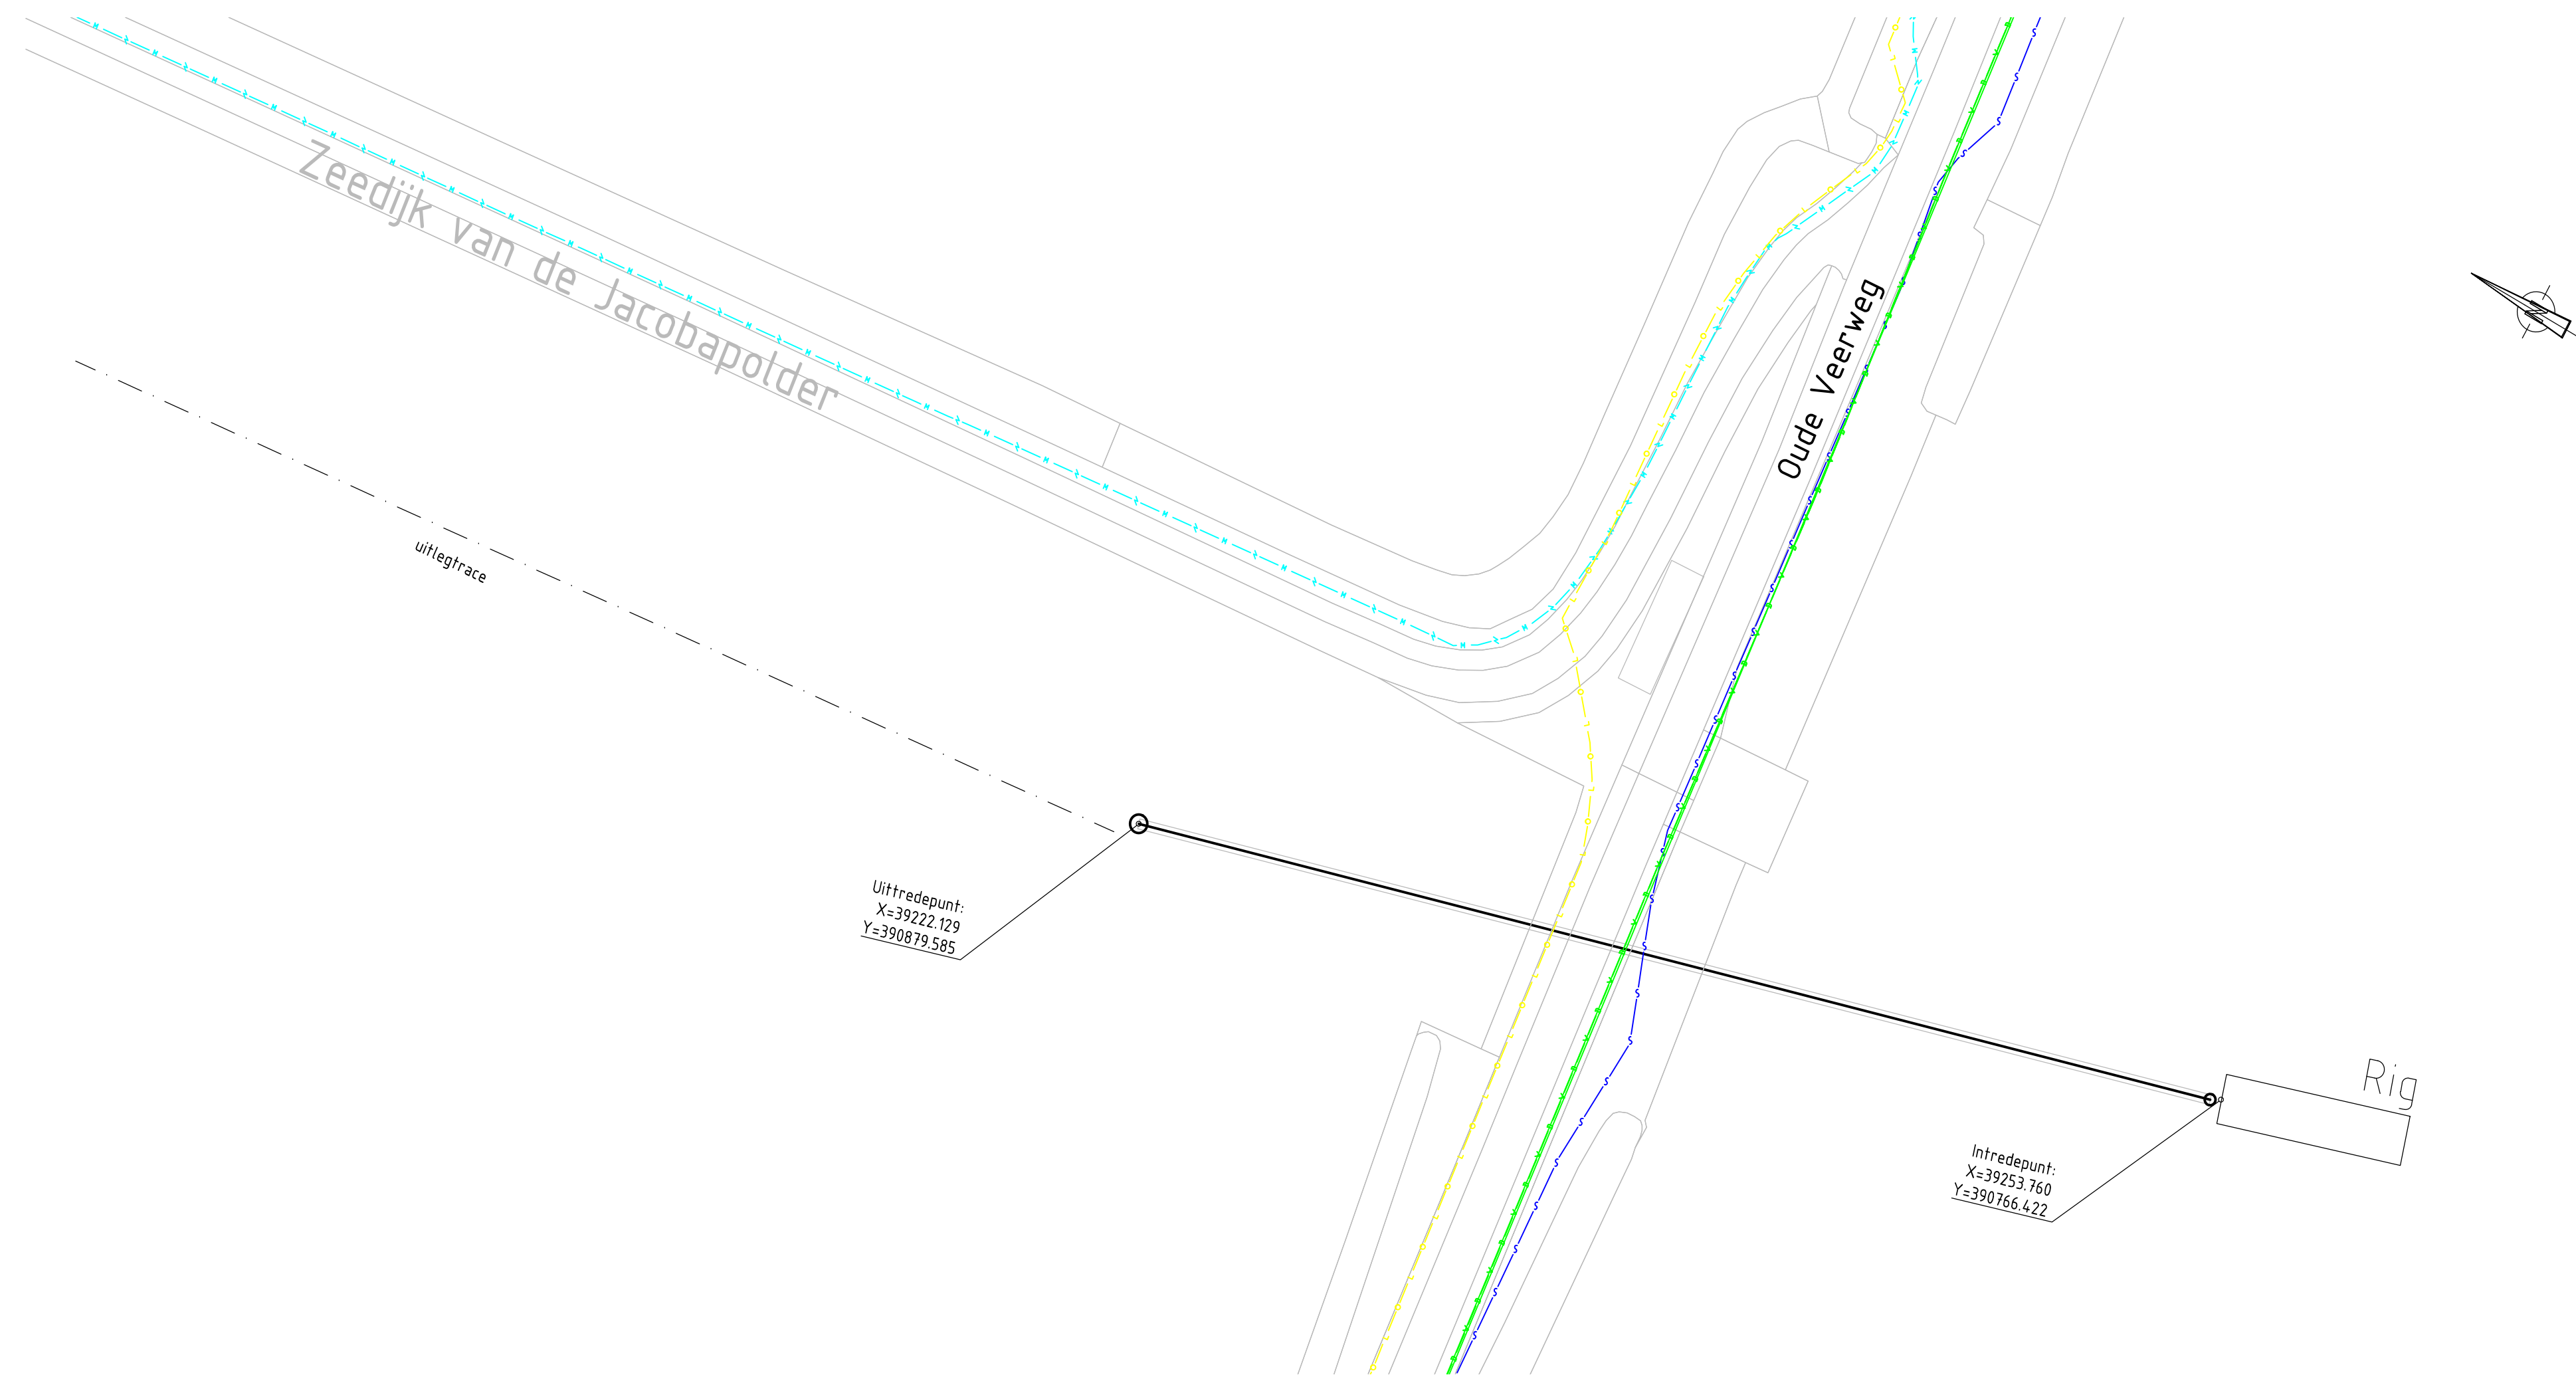 Zeedijk van de Jacobapolder
Oude Veerweg
uitlegtrace
Uittredepunt:
X=39222.129
Y=390879.585
Rig
Intredepunt:
X=39253.760
Y=390766.422